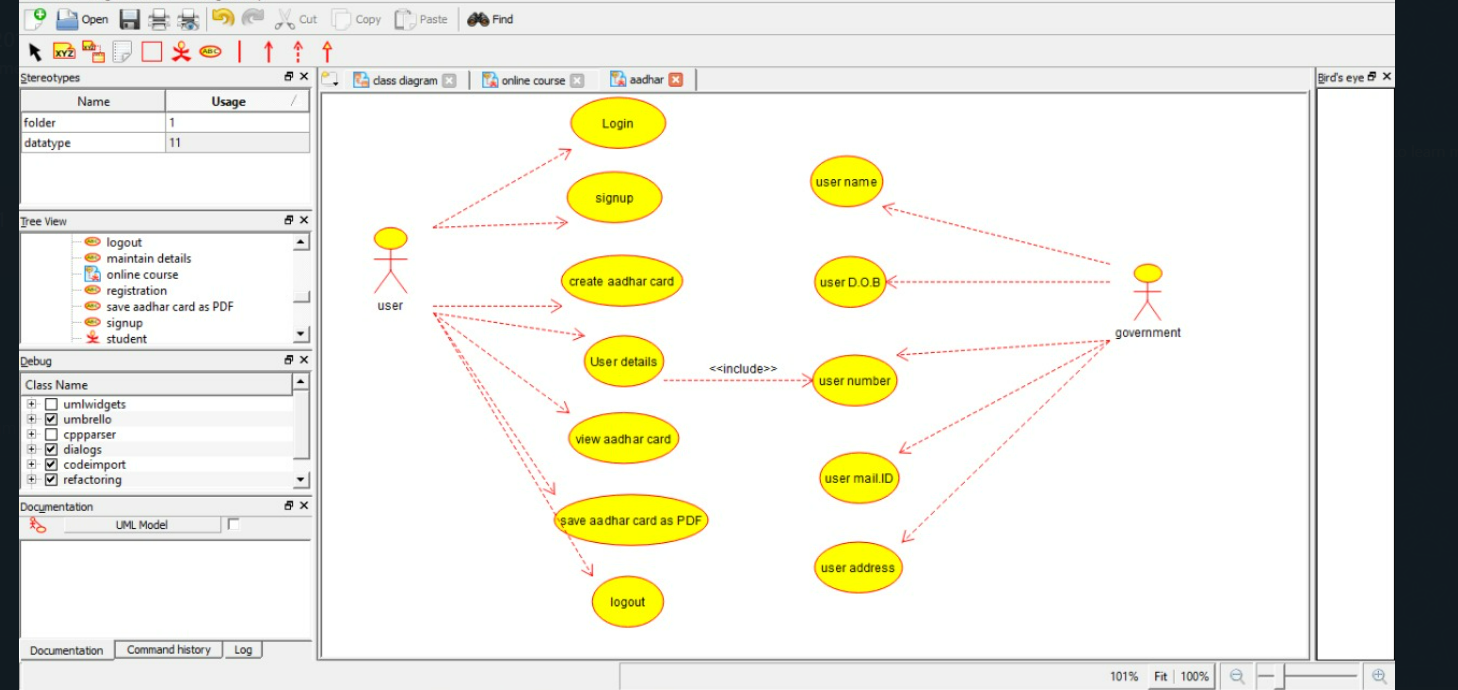 Open Cut Copy Paste Find
XYZ XYZ ABC
Stereotypes
Name Usage
folder 1
datatype 11
Tree View
logout
maintain details
online course
registration
save aadhar card as PDF
signup
student
Debug
Class Name
umlwidgets
umbrello
cppparser
dialogs
codeimport
refactoring
Documentation
UML Model
Documentation Command history Log
class diagram online course aadhar
Login
signup
create aadhar card
User details
view aadhar card
save aadhar card as PDF
logout
user
<<include>>
user name
user D.O.B
user number
user mail.ID
user address
government
Bird's eye
101% Fit 100%